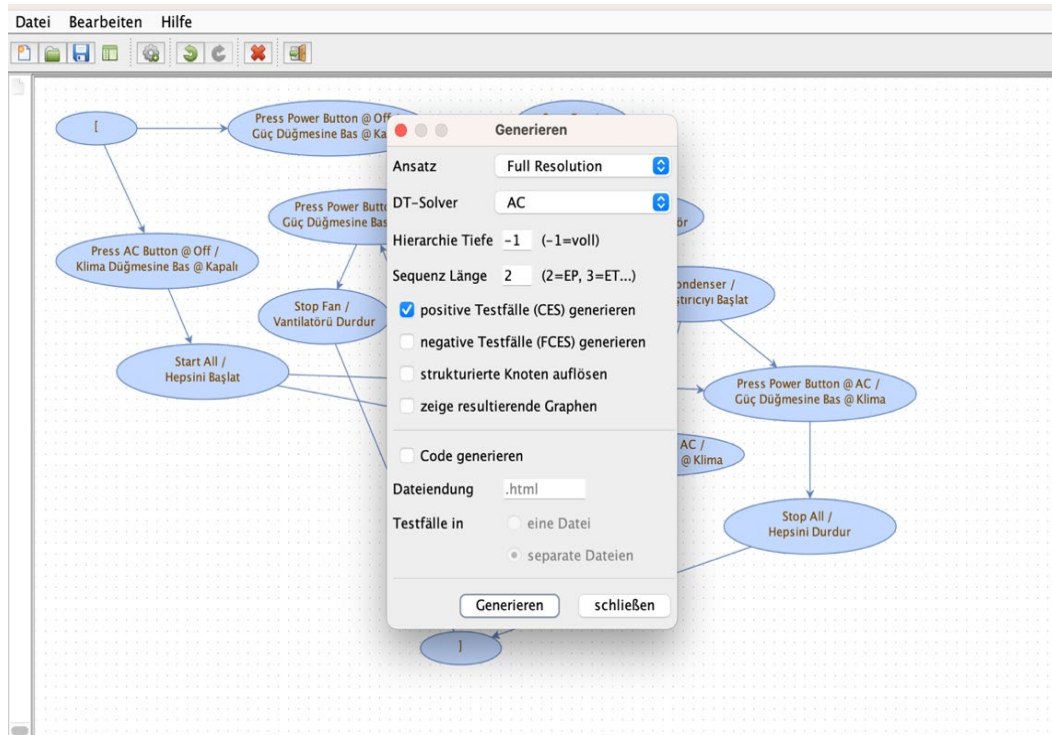 Datei Bearbeiten Hilfe
[
Press Power Button @ Off /
Güç Düğmesine Bas @
Generieren
Ansatz Full Resolution
DT-Solver AC
Hierarchie Tiefe -1 (-1=voll)
Sequenz Länge 2 (2=EP, 3=ET...)
positive Testfälle (CES) generieren
negative Testfälle (FCES) generieren
strukturierte Knoten auflösen
zeige resultierende Graphen
Code generieren
Dateiendung .html
Testfälle in eine Datei
separate Dateien
Generieren schließen
Press Power
Güç Düğmesine Bas
Press AC Button @ Off /
Klima Düğmesine Bas @ Kapalı
Stop Fan /
Vantilatörü Durdur
Start All /
Hepsini Başlat
Başlat
Press Power Button @ AC /
Güç Düğmesine Bas @ Klima
AC /
@ Klima
Stop All /
Hepsini Durdur
]